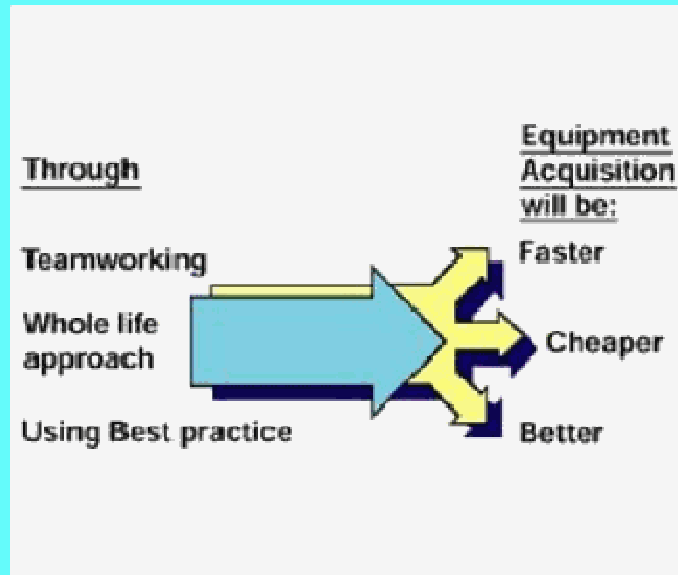 Through
Teamworking
Whole life
approach
Using Best practice
Equipment
Acquisition
will be:
Faster
Cheaper
Better